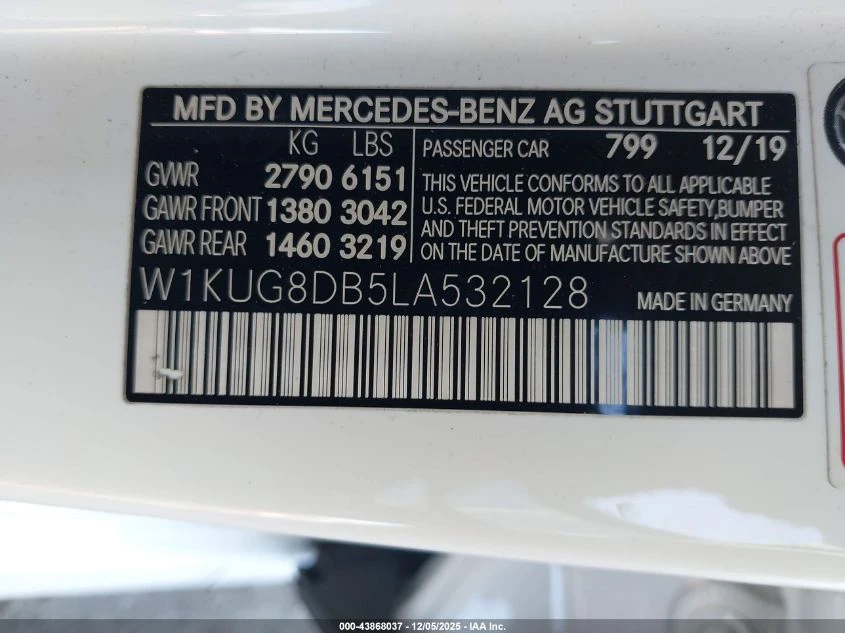 MFD BY MERCEDES-BENZ AG STUTTGART
KG LBS
GVWR 2790 6151
GAWR FRONT 1380 3042
GAWR REAR 1460 3219
PASSENGER CAR 799 12/19
THIS VEHICLE CONFORMS TO ALL APPLICABLE
U.S. FEDERAL MOTOR VEHICLE SAFETY,BUMPER
AND THEFT PREVENTION STANDARDS IN EFFECT
ON THE DATE OF MANUFACTURE SHOWN ABOVE
W1KUG8DB5LA532128 MADE IN GERMANY
000-43868037 - 12/05/2025 - IAA Inc.